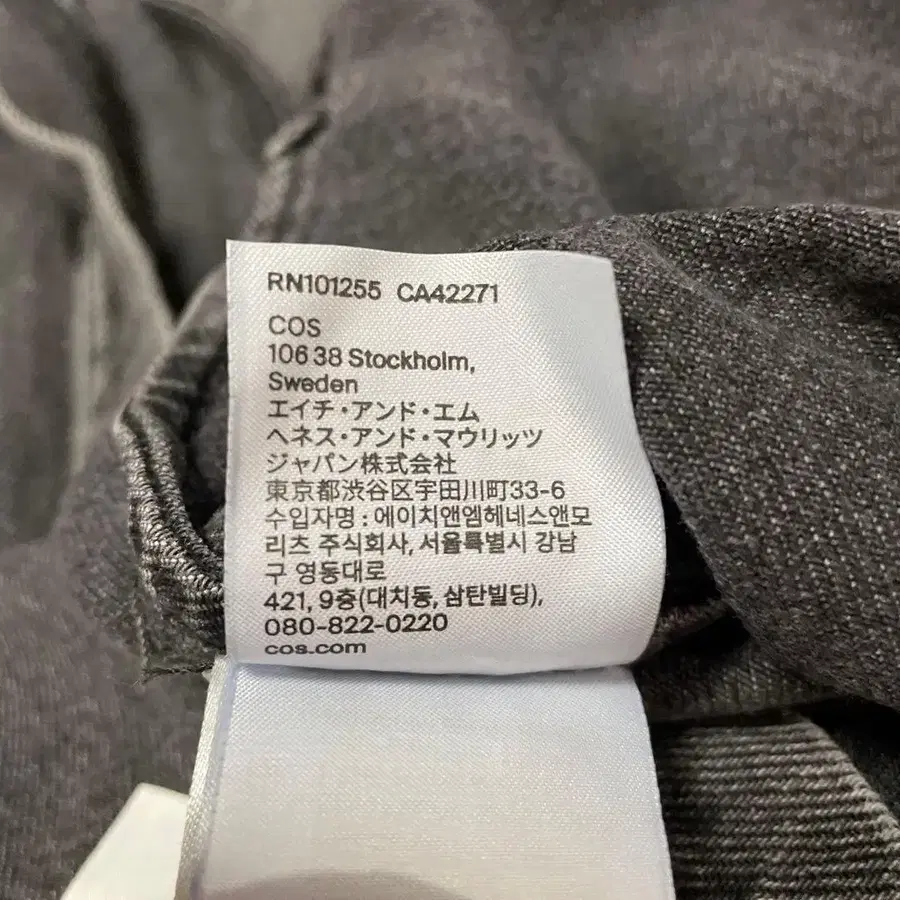 RN101255 CA42271
COS
106 38 Stockholm,
Sweden
エイチ・アンド・エム
ヘネス・アンド・マウリッツ
ジャパン株式会社
東京都渋谷区宇田川町33-6
수입자명 : 에이치앤엠헤네스앤모
리츠 주식회사, 서울특별시 강남
구 영동대로
421, 9층(대치동, 삼탄빌딩),
080-822-0220
cos.com